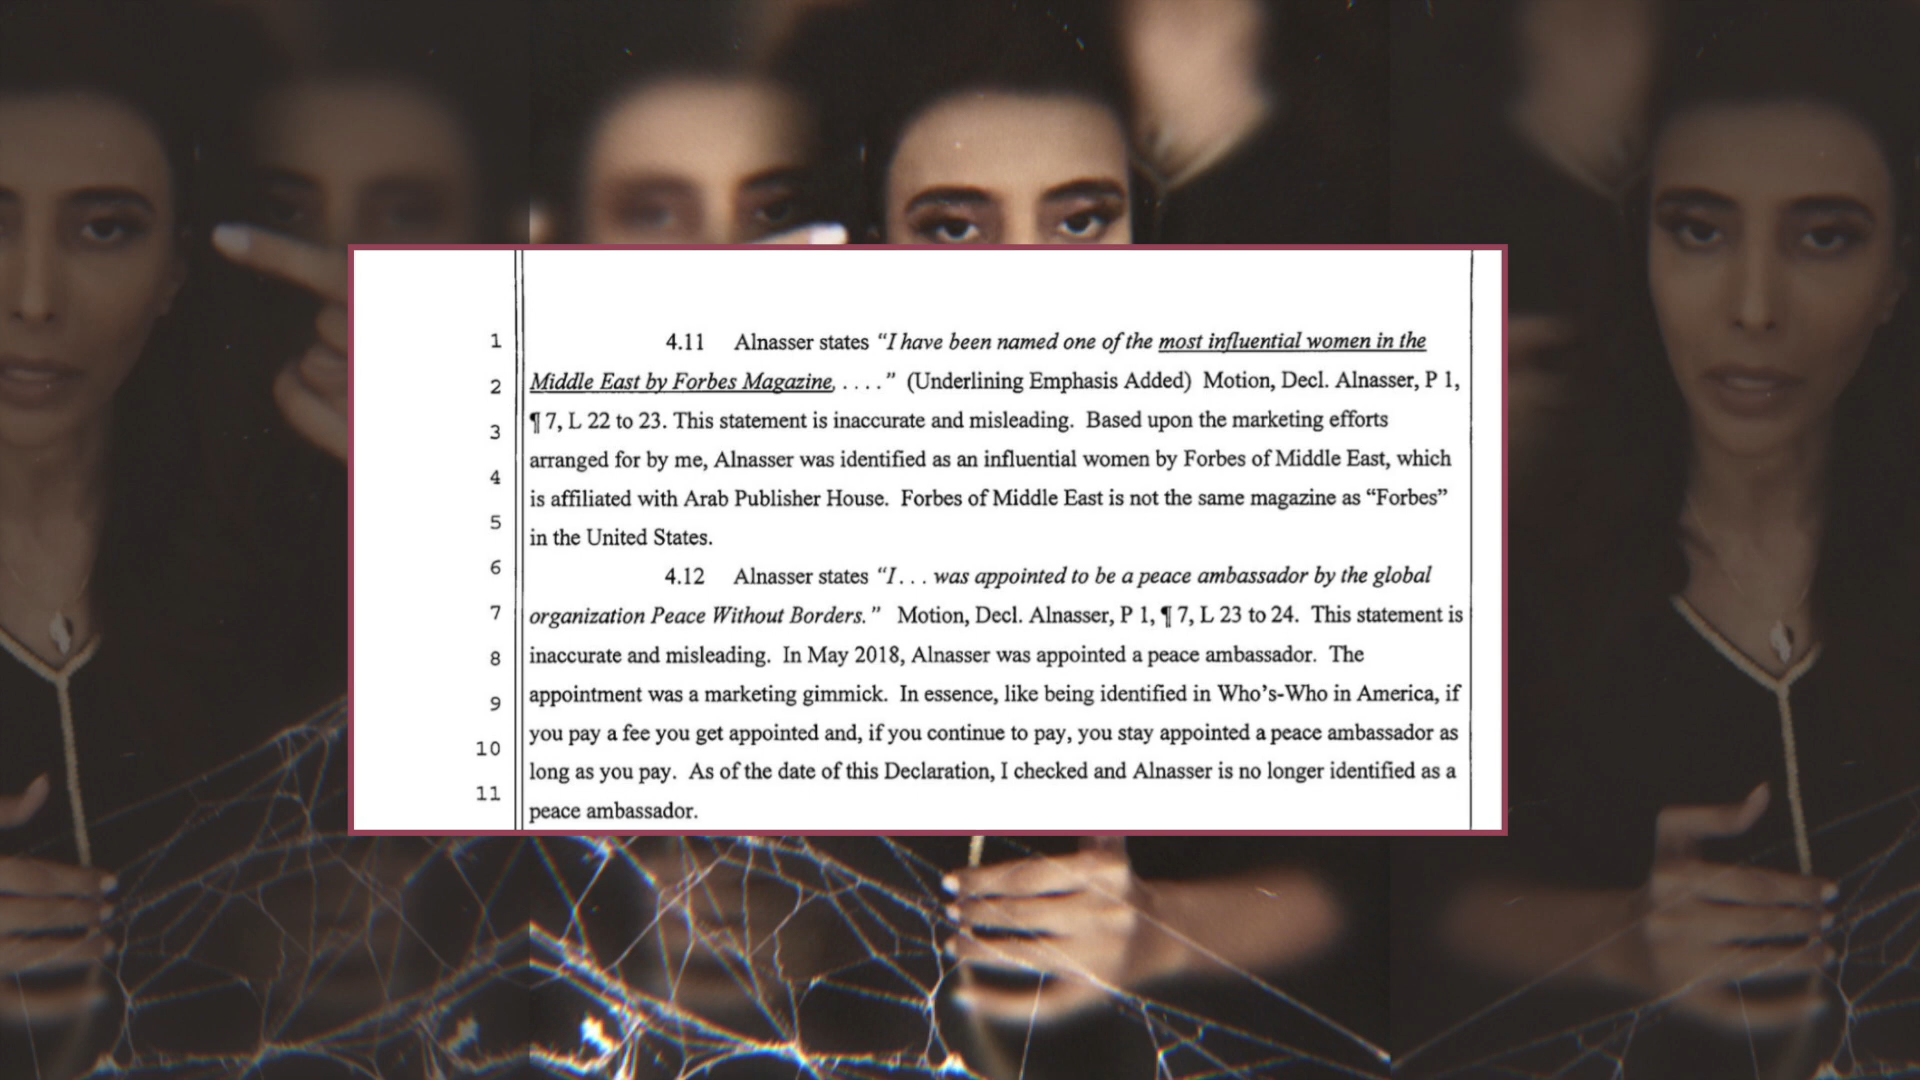 1 4.11 Alnasser states “I have been named one of the most influential women in the
2 Middle East by Forbes Magazine, . . . .” (Underlining Emphasis Added) Motion, Decl. Alnasser, P 1,
3 ¶ 7, L 22 to 23. This statement is inaccurate and misleading. Based upon the marketing efforts
4 arranged for by me, Alnasser was identified as an influential women by Forbes of Middle East, which
is affiliated with Arab Publisher House. Forbes of Middle East is not the same magazine as “Forbes”
5 in the United States.
6 4.12 Alnasser states “I . . . was appointed to be a peace ambassador by the global
7 organization Peace Without Borders.” Motion, Decl. Alnasser, P 1, ¶ 7, L 23 to 24. This statement is
8 inaccurate and misleading. In May 2018, Alnasser was appointed a peace ambassador. The
9 appointment was a marketing gimmick. In essence, like being identified in Who’s-Who in America, if
10 you pay a fee you get appointed and, if you continue to pay, you stay appointed a peace ambassador as
11 long as you pay. As of the date of this Declaration, I checked and Alnasser is no longer identified as a
peace ambassador.